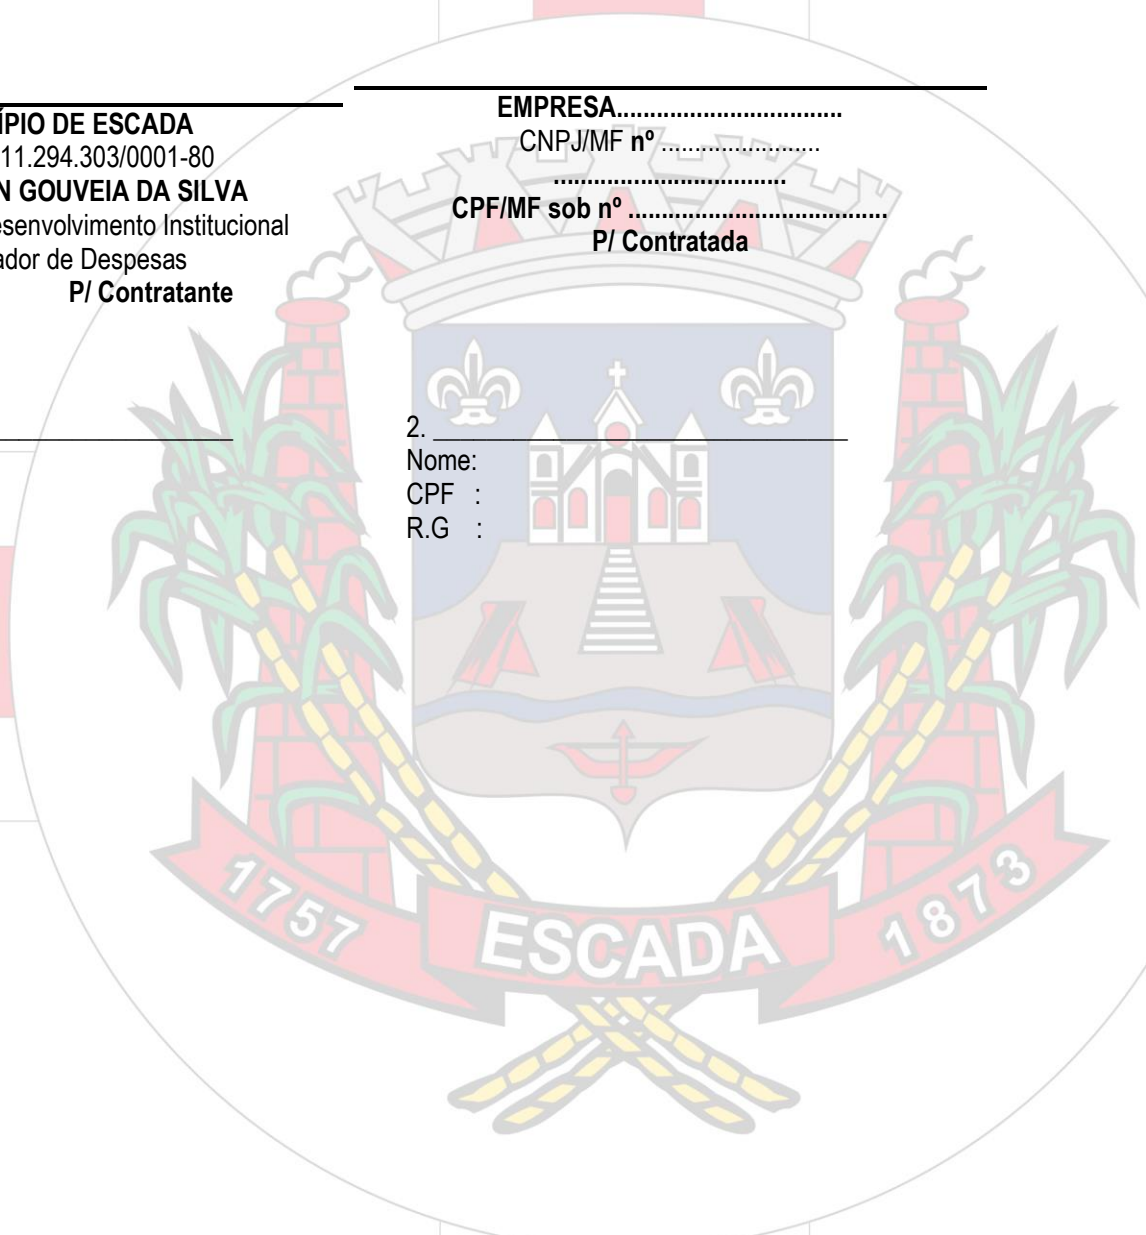 ÍPIO DE ESCADA
11.294.303/0001-80
N GOUVEIA DA SILVA
esenvolvimento Institucional
ador de Despesas
P/ Contratante
EMPRESA..................................
CNPJ/MF nº ........................
...................................
CPF/MF sob nº .......................................
P/ Contratada
2. ______________________________
Nome:
CPF :
R.G :
1757
ESCADA
1873